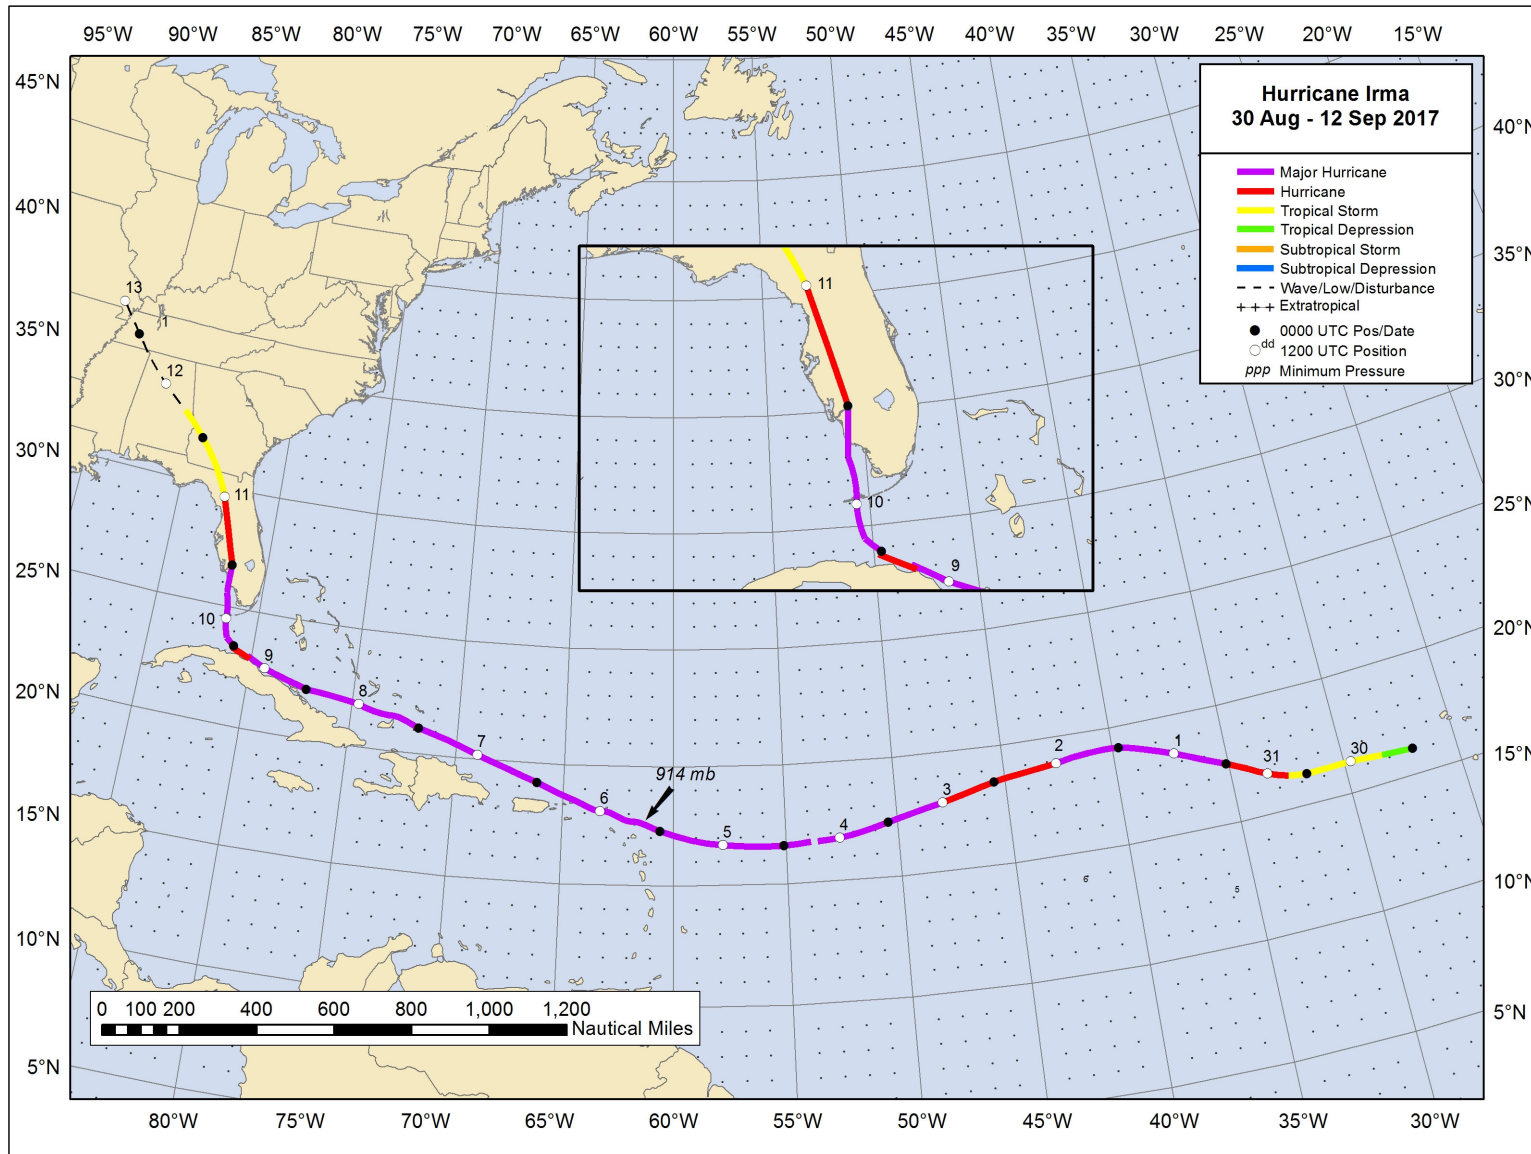 95°W 90°W 85°W 80°W 75°W 70°W 65°W 60°W 55°W 50°W 45°W 40°W 35°W 30°W 25°W 20°W 15°W
45°N
40°N
35°N
30°N
25°N
20°N
15°N
10°N
5°N
Hurricane Irma
30 Aug - 12 Sep 2017
Major Hurricane
Hurricane
Tropical Storm
Tropical Depression
Subtropical Storm
Subtropical Depression
Wave/Low/Disturbance
Extratropical
0000 UTC Pos/Date
dd 1200 UTC Position
ppp Minimum Pressure
40°N
35°N
30°N
25°N
20°N
15°N
10°N
5°N
13
1
12
11
10
9
8
7
914 mb
6
5
4
3
2
1
31
30
11
10
9
6
5
0 100 200 400 600 800 1,000 1,200
Nautical Miles
80°W 75°W 70°W 65°W 60°W 55°W 50°W 45°W 40°W 35°W 30°W